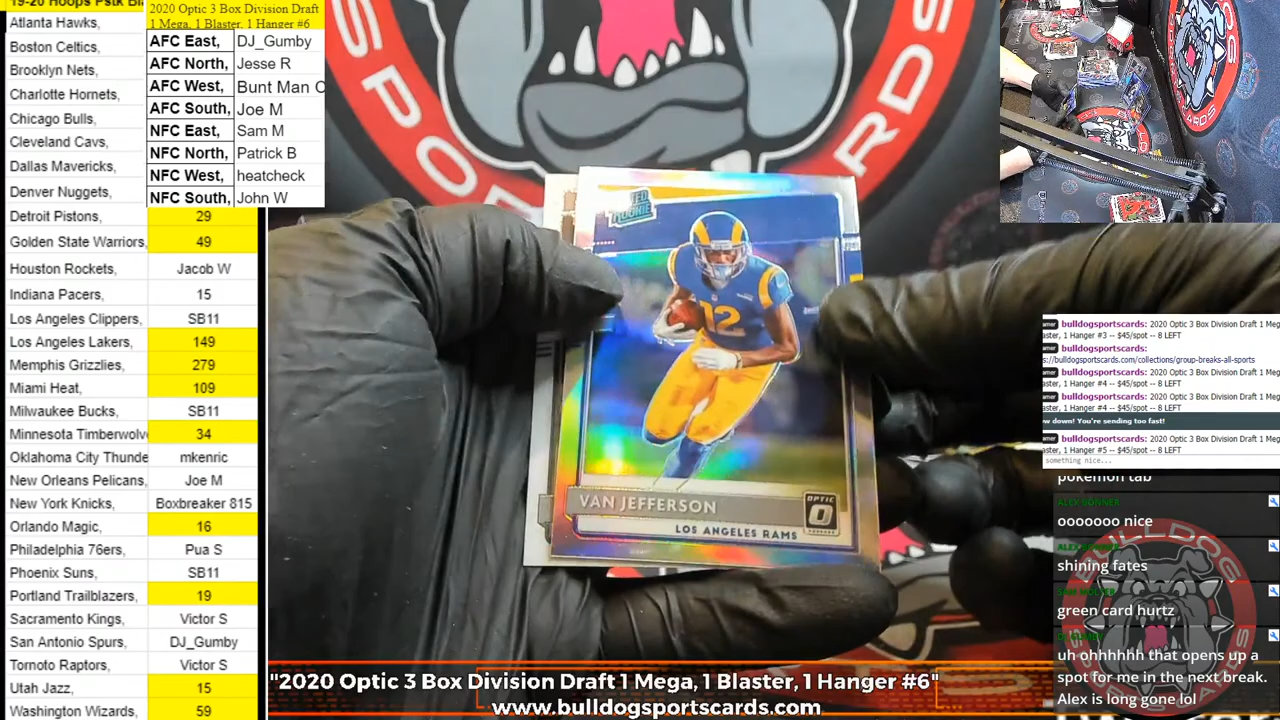 19-20 Hoops Pstk Bl
Atlanta Hawks,
Boston Celtics,
Brooklyn Nets,
Charlotte Hornets,
Chicago Bulls,
Cleveland Cavs,
Dallas Mavericks,
Denver Nuggets,
Detroit Pistons, 29
Golden State Warriors, 49
Houston Rockets, Jacob W
Indiana Pacers, 15
Los Angeles Clippers, SB11
Los Angeles Lakers, 149
Memphis Grizzlies, 279
Miami Heat, 109
Milwaukee Bucks, SB11
Minnesota Timberwolv 34
Oklahoma City Thunde mkenric
New Orleans Pelicans, Joe M
New York Knicks, Boxbreaker 815
Orlando Magic, 16
Philadelphia 76ers, Pua S
Phoenix Suns, SB11
Portland Trailblazers, 19
Sacramento Kings, Victor S
San Antonio Spurs, DJ_Gumby
Tornoto Raptors, Victor S
Utah Jazz, 15
Washington Wizards, 59
2020 Optic 3 Box Division Draft
1 Mega, 1 Blaster, 1 Hanger #6
AFC East, DJ_Gumby
AFC North, Jesse R
AFC West, Bunt Man C
AFC South, Joe M
NFC East, Sam M
NFC North, Patrick B
NFC West, heatcheck
NFC South, John W
SPO
RDS
ROOKIE
12
VAN JEFFERSON
LOS ANGELES RAMS
OPTIC
bulldogsportscards: 2020 Optic 3 Box Division Draft 1 Meg
aster, 1 Hanger #3 -- $45/spot -- 8 LEFT
bulldogsportscards:
s://bulldogsportscards.com/collections/group-breaks-all-sports
bulldogsportscards: 2020 Optic 3 Box Division Draft 1 Meg
aster, 1 Hanger #4 -- $45/spot -- 8 LEFT
bulldogsportscards: 2020 Optic 3 Box Division Draft 1 Meg
aster, 1 Hanger #4 -- $45/spot -- 8 LEFT
w down! You're sending too fast!
bulldogsportscards: 2020 Optic 3 Box Division Draft 1 Meg
aster, 1 Hanger #5 -- $45/spot -- 8 LEFT
something nice...
pokemon tab
ALEX BONNER
ooooooo nice
shining fates
green card hurtz
DJ GUMBY
uh ohhhhhh that opens up a
spot for me in the next break.
Alex is long gone lol
"2020 Optic 3 Box Division Draft 1 Mega, 1 Blaster, 1 Hanger #6"
www.bulldogsportscards.com